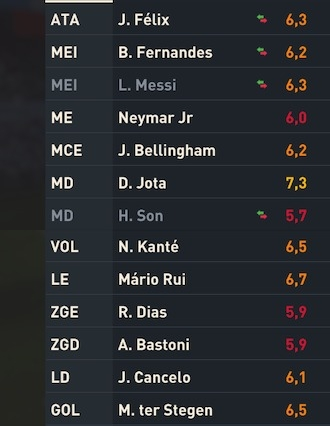 ATA J. Félix 6,3
MEI B. Fernandes 6,2
MEI L. Messi 6,3
ME Neymar Jr 6,0
MCE J. Bellingham 6,2
MD D. Jota 7,3
MD H. Son 5,7
VOL N. Kanté 6,5
LE Mário Rui 6,7
ZGE R. Dias 5,9
ZGD A. Bastoni 5,9
LD J. Cancelo 6,1
GOL M. ter Stegen 6,5